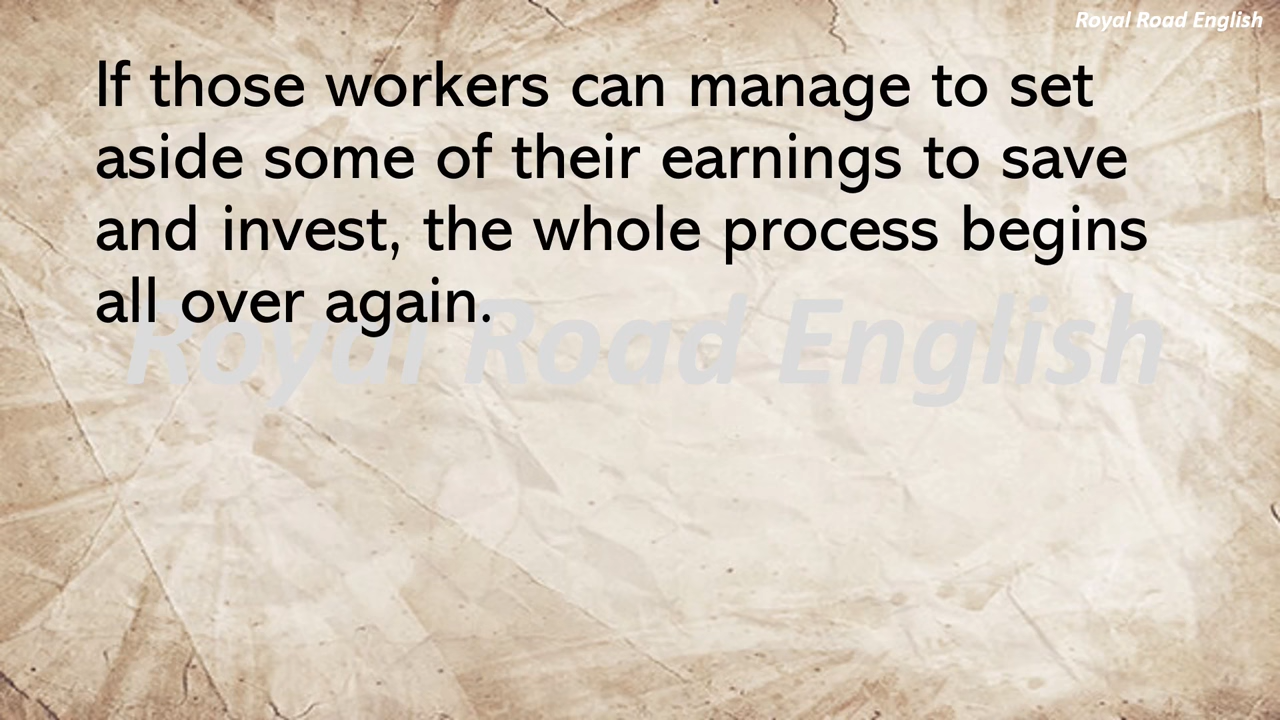 Royal Road English
If those workers can manage to set
aside some of their earnings to save
and invest, the whole process begins
all over again.
Royal Road English